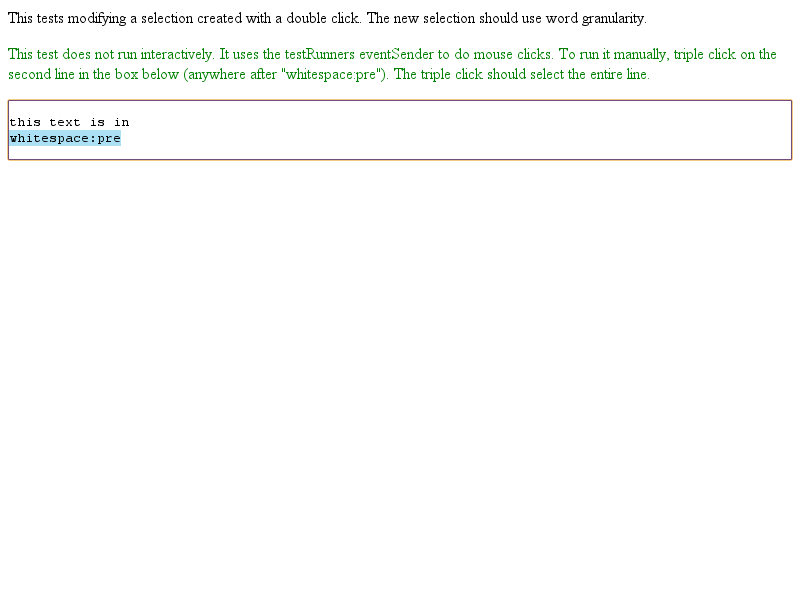 This tests modifying a selection created with a double click. The new selection should use word granularity.
This test does not run interactively. It uses the testRunners eventSender to do mouse clicks. To run it manually, triple click on the
second line in the box below (anywhere after "whitespace:pre"). The triple click should select the entire line.
this text is in
whitespace:pre